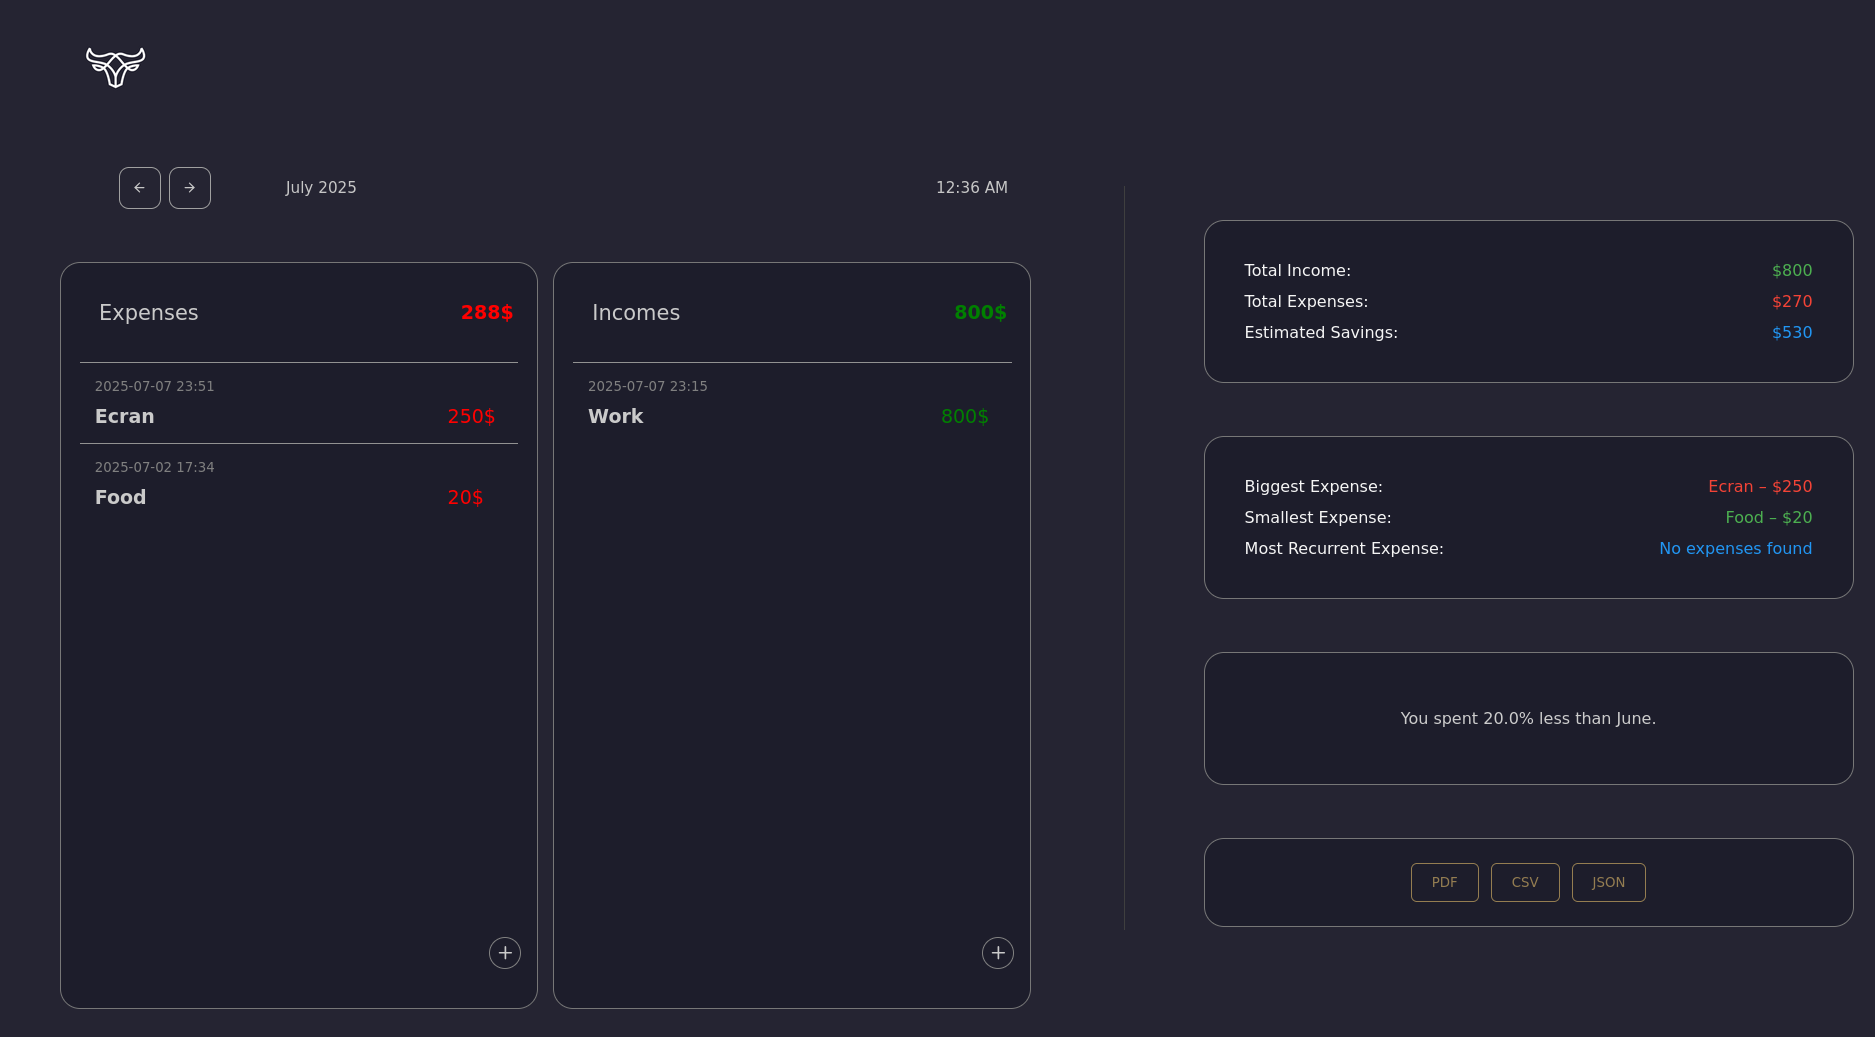 July 2025
12:36 AM
Expenses 288$
2025-07-07 23:51
Ecran 250$
2025-07-02 17:34
Food 20$
Incomes 800$
2025-07-07 23:15
Work 800$
Total Income: $800
Total Expenses: $270
Estimated Savings: $530
Biggest Expense: Ecran – $250
Smallest Expense: Food – $20
Most Recurrent Expense: No expenses found
You spent 20.0% less than June.
PDF CSV JSON